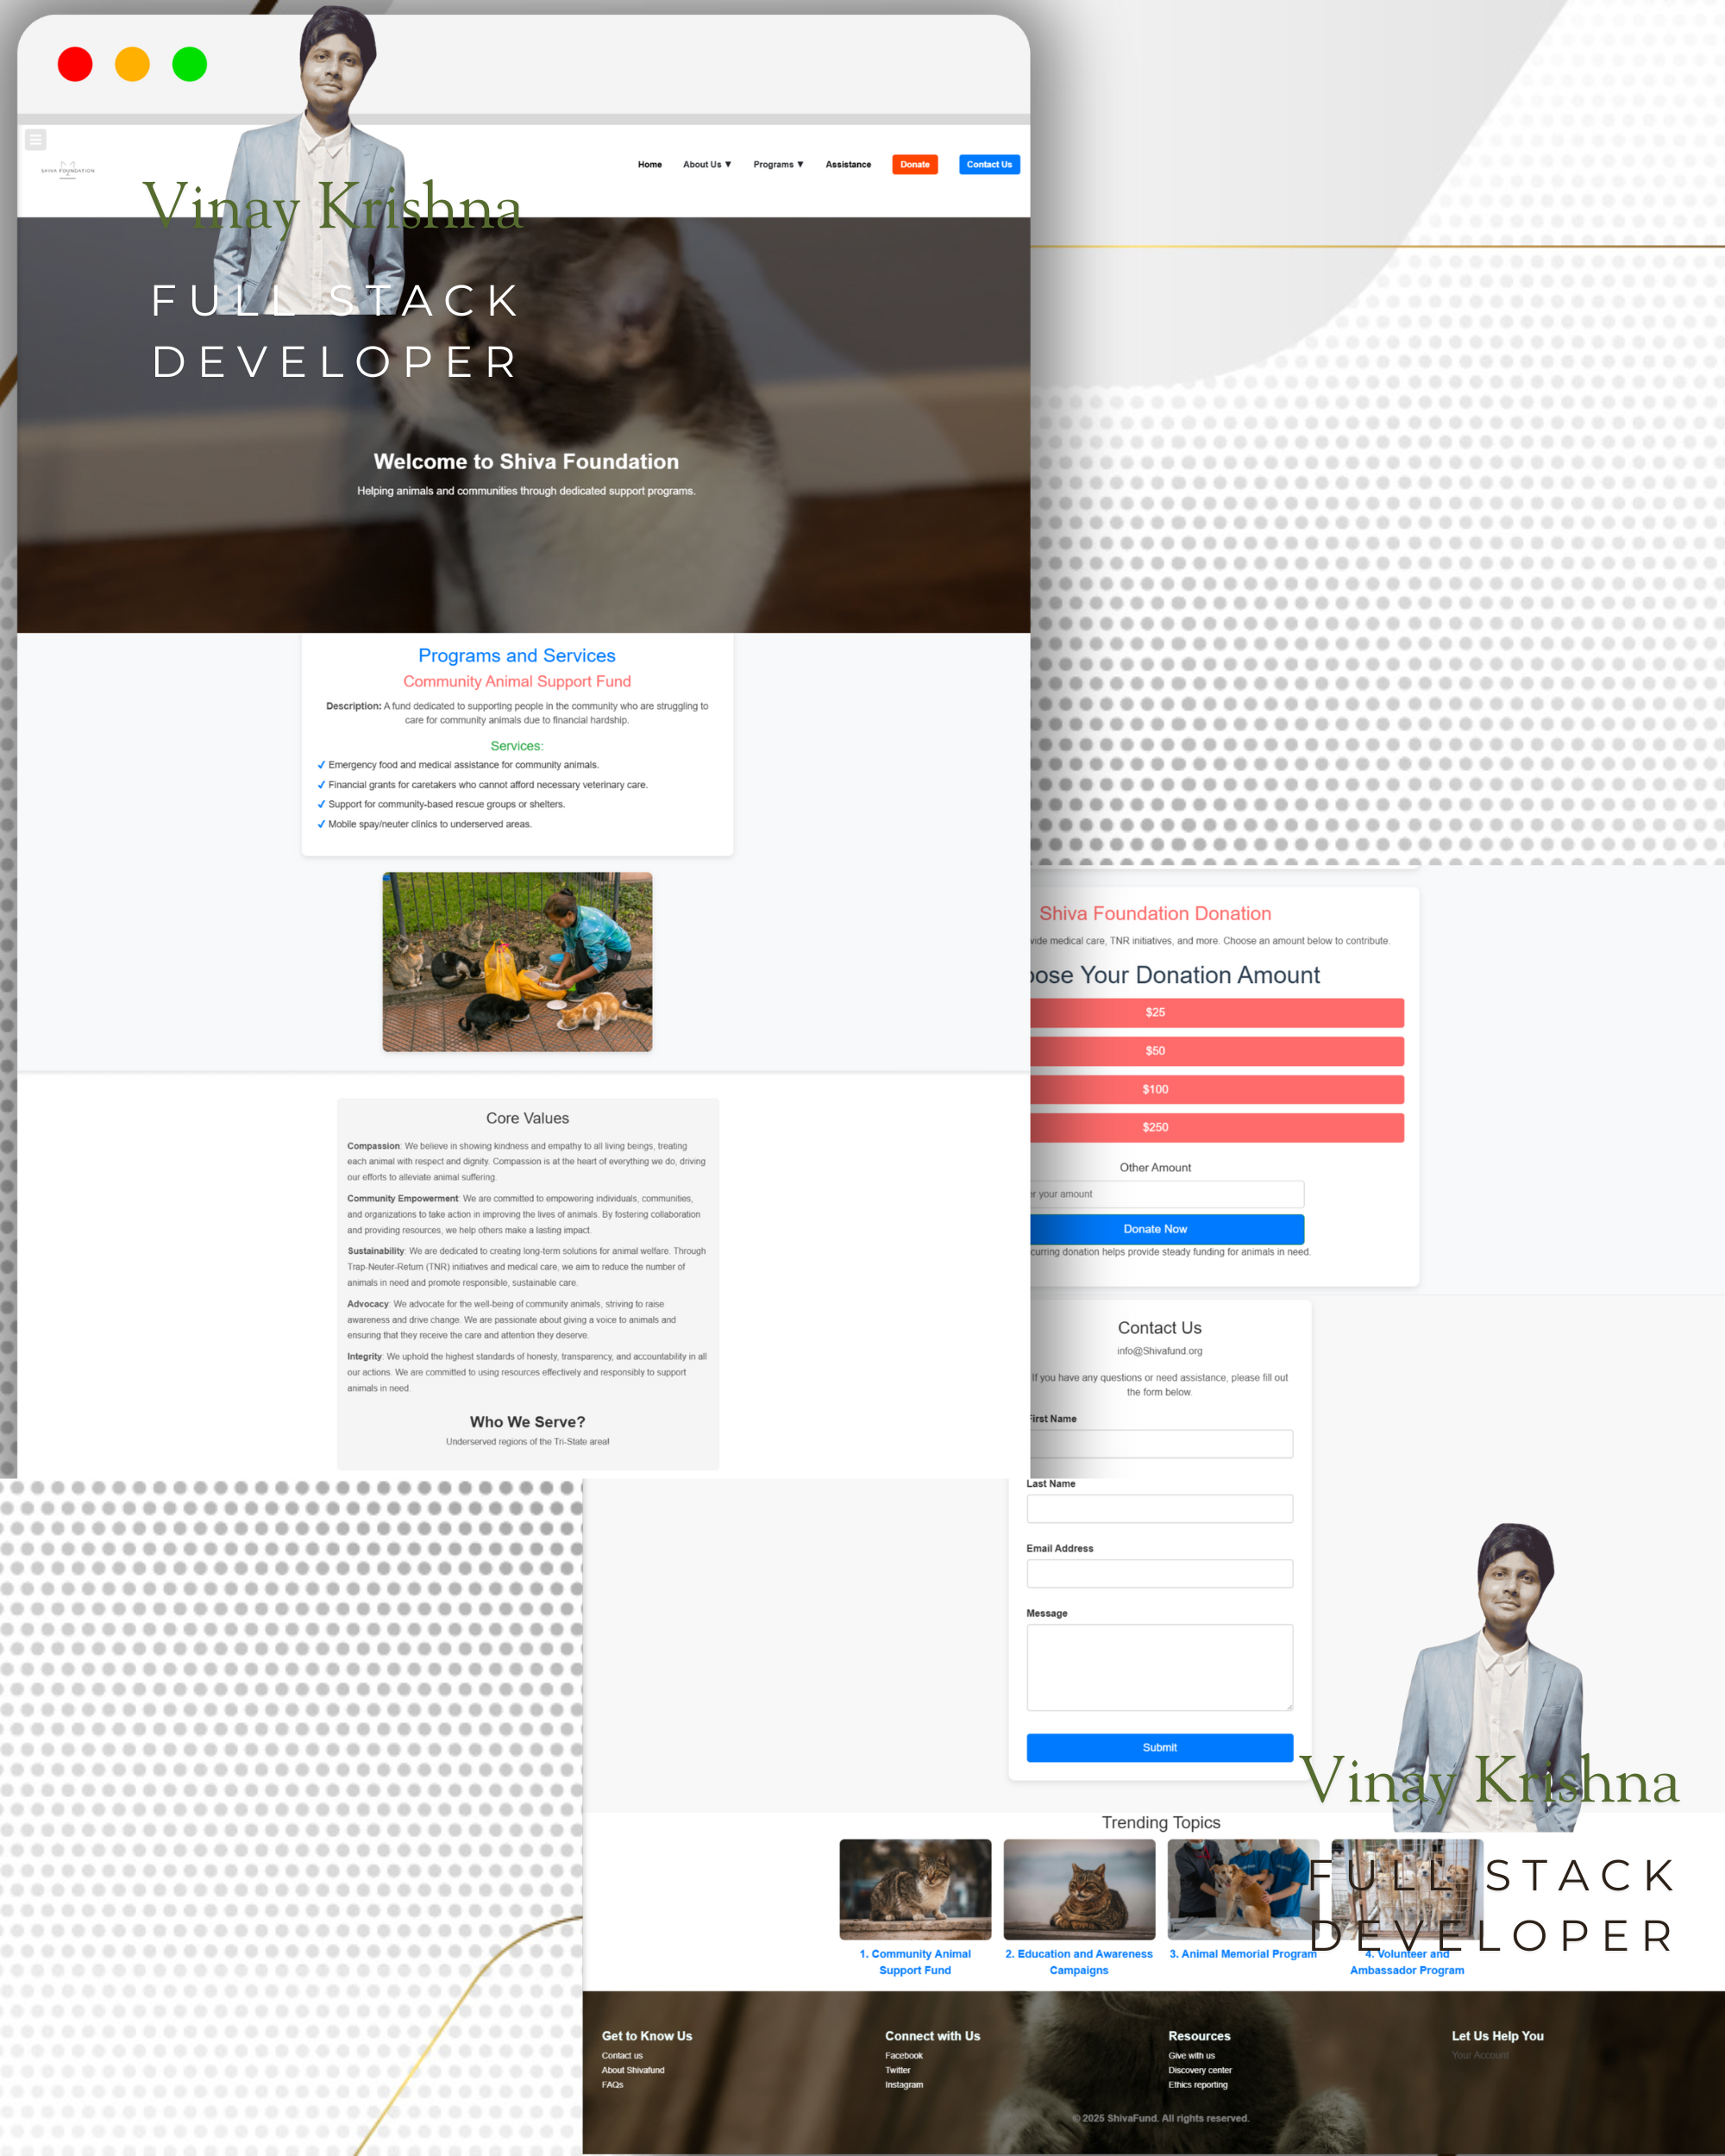 SHIVA FOUNDATION
Home About Us ▼ Programs ▼ Assistance Donate Contact Us
Vinay Krishna
FULL STACK
DEVELOPER
Welcome to Shiva Foundation
Helping animals and communities through dedicated support programs.
Programs and Services
Community Animal Support Fund
Description: A fund dedicated to supporting people in the community who are struggling to
care for community animals due to financial hardship.
Services:
✔ Emergency food and medical assistance for community animals.
✔ Financial grants for caretakers who cannot afford necessary veterinary care.
✔ Support for community-based rescue groups or shelters.
✔ Mobile spay/neuter clinics to underserved areas.
Core Values
Compassion: We believe in showing kindness and empathy to all living beings, treating
each animal with respect and dignity. Compassion is at the heart of everything we do, driving
our efforts to alleviate animal suffering.
Community Empowerment: We are committed to empowering individuals, communities,
and organizations to take action in improving the lives of animals. By fostering collaboration
and providing resources, we help others make a lasting impact.
Sustainability: We are dedicated to creating long-term solutions for animal welfare. Through
Trap-Neuter-Return (TNR) initiatives and medical care, we aim to reduce the number of
animals in need and promote responsible, sustainable care.
Advocacy: We advocate for the well-being of community animals, striving to raise
awareness and drive change. We are passionate about giving a voice to animals and
ensuring that they receive the care and attention they deserve.
Integrity: We uphold the highest standards of honesty, transparency, and accountability in all
our actions. We are committed to using resources effectively and responsibly to support
animals in need.
Who We Serve?
Underserved regions of the Tri-State area!
Shiva Foundation Donation
medical care, TNR initiatives, and more. Choose an amount below to contribute.
Your Donation Amount
$25
$50
$100
$250
Other Amount
your amount
Donate Now
donation helps provide steady funding for animals in need.
Contact Us
info@Shivafund.org
If you have any questions or need assistance, please fill out
the form below.
First Name
Last Name
Email Address
Message
Submit
Vinay Krishna
FULL STACK
DEVELOPER
Trending Topics
1. Community Animal
Support Fund
2. Education and Awareness
Campaigns
3. Animal Memorial Program
4. Volunteer and
Ambassador Program
Get to Know Us
Contact us
About Shivafund
FAQs
Connect with Us
Facebook
Twitter
Instagram
Resources
Give with us
Discovery center
Ethics reporting
Let Us Help You
Your Account
© 2025 ShivaFund. All rights reserved.